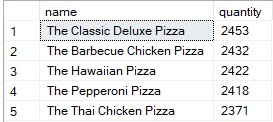 name quantity
1 The Classic Deluxe Pizza 2453
2 The Barbecue Chicken Pizza 2432
3 The Hawaiian Pizza 2422
4 The Pepperoni Pizza 2418
5 The Thai Chicken Pizza 2371